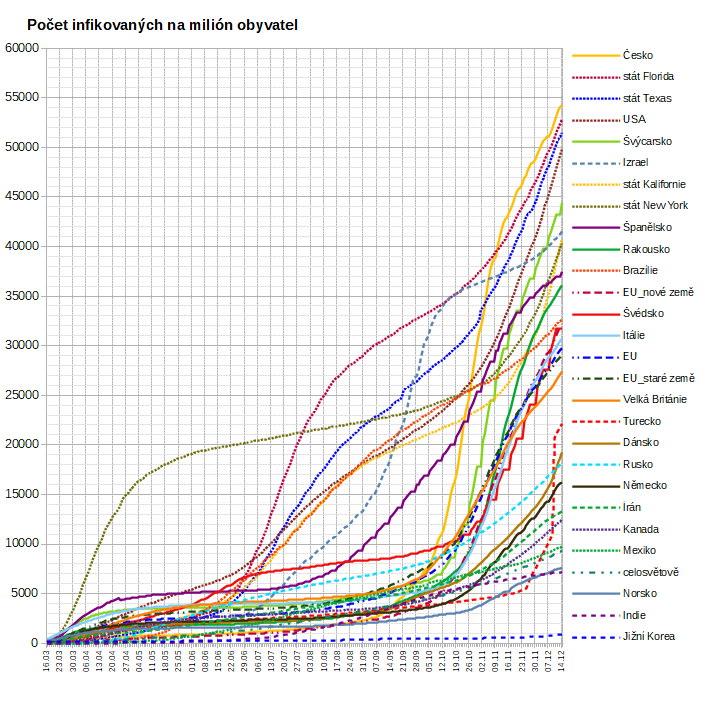 Počet infikovaných na milión obyvatel
60000
55000
50000
45000
40000
35000
30000
25000
20000
15000
10000
5000
0
Česko
stát Florida
stát Texas
USA
Švýcarsko
Izrael
stát Kalifornie
stát New York
Španělsko
Rakousko
Brazílie
EU_nové země
Švédsko
Itálie
EU
EU_staré země
Velká Británie
Turecko
Dánsko
Rusko
Německo
Irán
Kanada
Mexiko
celosvětově
Norsko
Indie
Jižní Korea
16.03
23.03
30.03
06.04
13.04
20.04
27.04
04.05
11.05
18.05
25.05
01.06
08.06
15.06
22.06
29.06
06.07
13.07
20.07
27.07
03.08
10.08
17.08
24.08
31.08
07.09
14.09
21.09
28.09
05.10
12.10
19.10
26.10
02.11
09.11
16.11
23.11
30.11
07.12
14.12